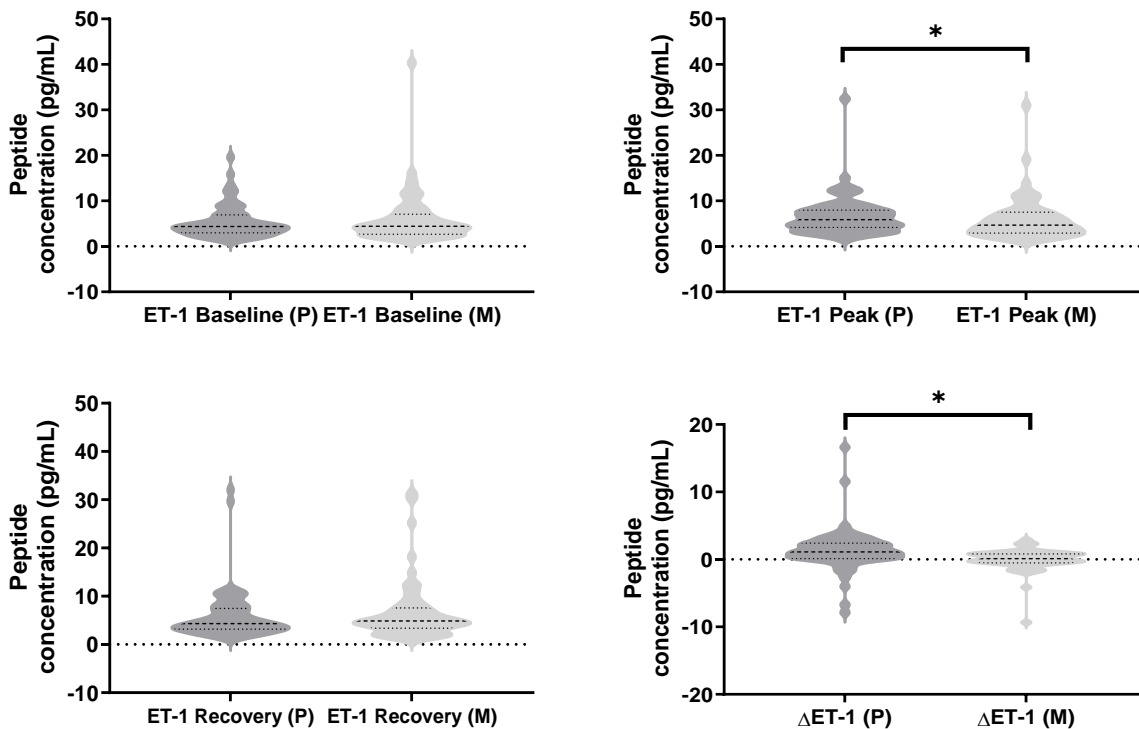 Peptide
concentration (pg/mL)
50
40
30
20
10
0
-10
ET-1 Baseline (P) ET-1 Baseline (M)
Peptide
concentration (pg/mL)
50
40
30
20
10
0
-10
*
ET-1 Peak (P) ET-1 Peak (M)
Peptide
concentration (pg/mL)
50
40
30
20
10
0
-10
ET-1 Recovery (P) ET-1 Recovery (M)
Peptide
concentration (pg/mL)
20
10
0
-10
-20
*
ΔET-1 (P) ΔET-1 (M)